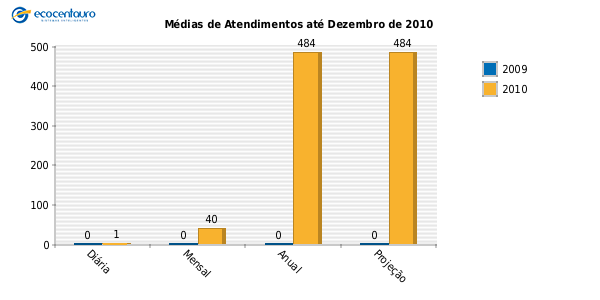 ecocentauro
Médias de Atendimentos até Dezembro de 2010
500
400
300
200
100
0
0
1
0
40
0
484
0
484
Diária
Mensal
Anual
Projeção
2009
2010